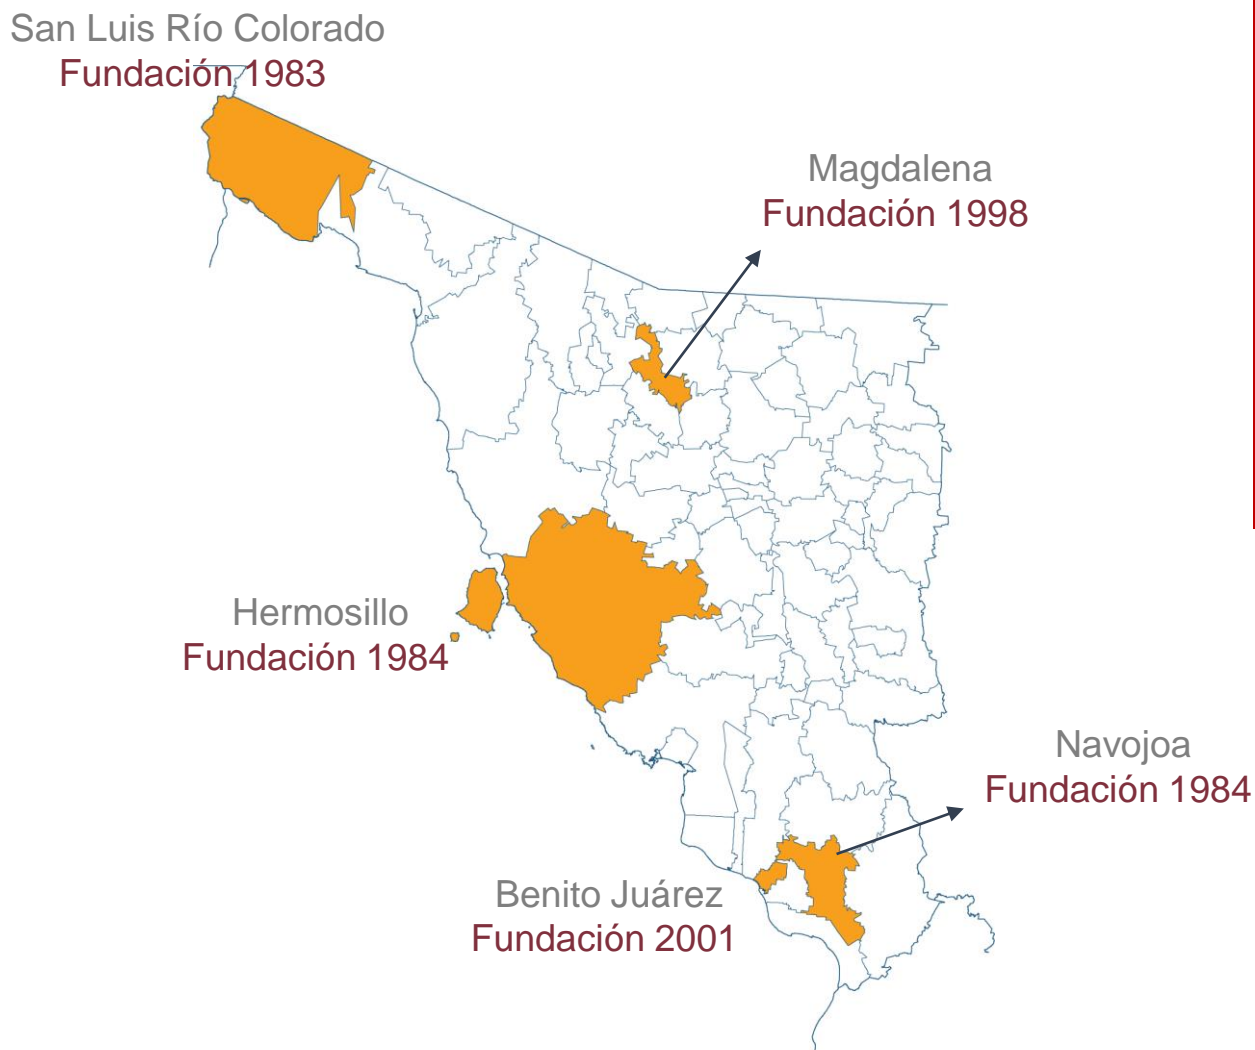 San Luis Río Colorado
Fundación 1983
Magdalena
Fundación 1998
Hermosillo
Fundación 1984
Navojoa
Fundación 1984
Benito Juárez
Fundación 2001